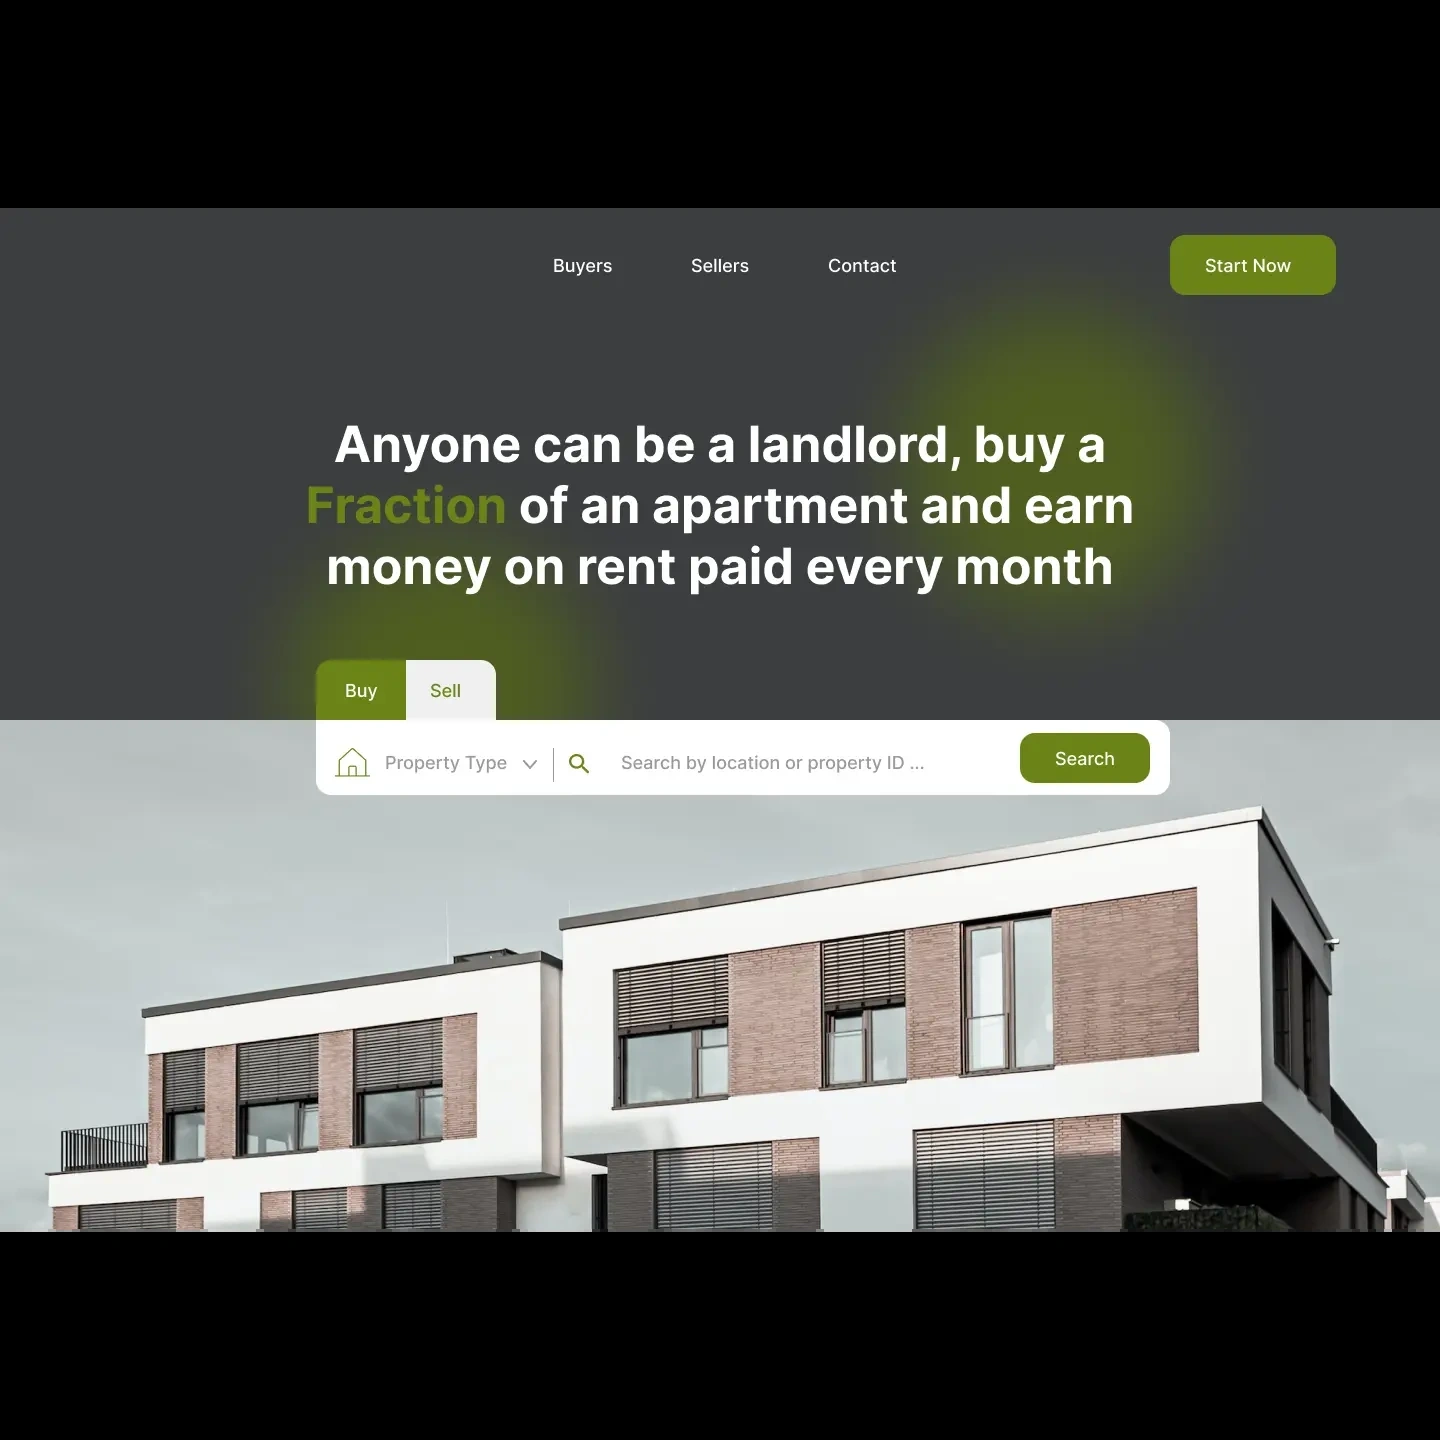 Buyers Sellers Contact Start Now
Anyone can be a landlord, buy a
Fraction of an apartment and earn
money on rent paid every month
Buy Sell
Property Type Search by location or property ID ... Search